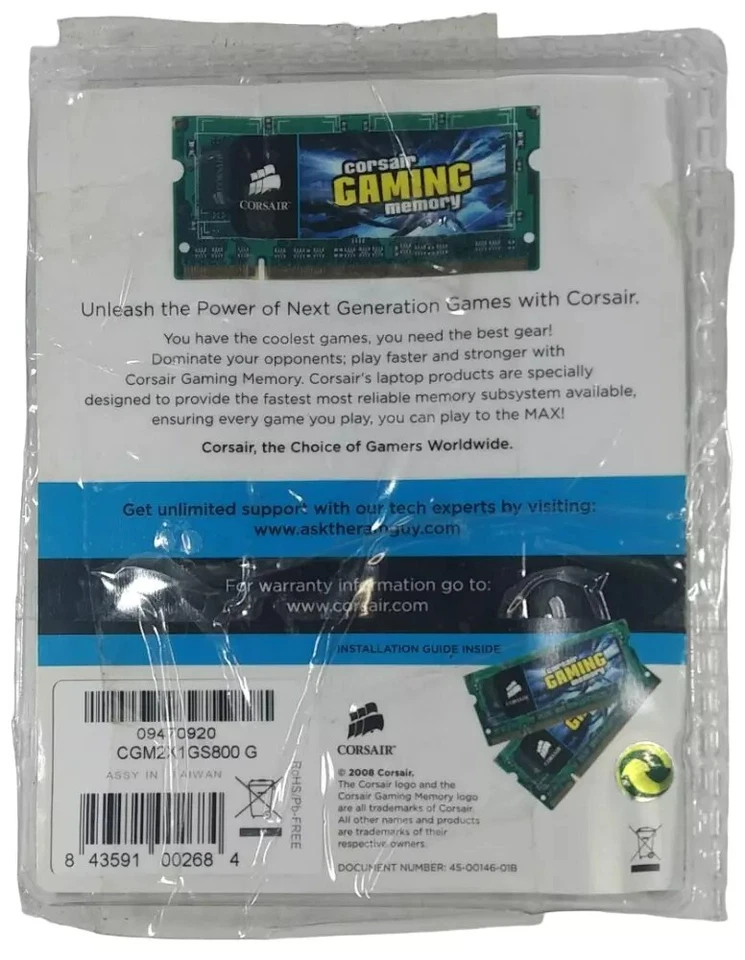 CORSAIR
corsair
GAMING
memory
Unleash the Power of Next Generation Games with Corsair.
You have the coolest games, you need the best gear!
Dominate your opponents; play faster and stronger with
Corsair Gaming Memory. Corsair's laptop products are specially
designed to provide the fastest most reliable memory subsystem available,
ensuring every game you play, you can play to the MAX!
Corsair, the Choice of Gamers Worldwide.
Get unlimited support with our tech experts by visiting:
www.asktheramguy.com
For warranty information go to:
www.corsair.com
INSTALLATION GUIDE INSIDE
corsair
GAMING
memory
CORSAIR
09470920
CGM2X1GS800 G
ASSY IN TAIWAN
RoHS/Pb-FREE
8 43591 00268 4
CORSAIR
© 2008 Corsair.
The Corsair logo and the
Corsair Gaming Memory logo
are all trademarks of Corsair.
All other names and products
are trademarks of their
respective owners.
DOCUMENT NUMBER: 45-00146-01B